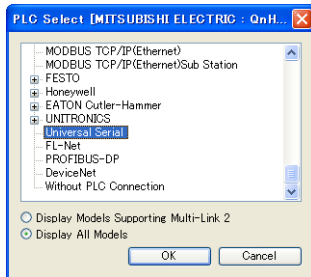 PLC Select [MITSUBISHI ELECTRIC : QnH...
MODBUS TCP/IP(Ethernet)
MODBUS TCP/IP(Ethernet)Sub Station
FESTO
Honeywell
EATON Cutler-Hammer
UNITRONICS
Universal Serial
FL-Net
PROFIBUS-DP
DeviceNet
Without PLC Connection
Display Models Supporting Multi-Link 2
Display All Models
OK Cancel